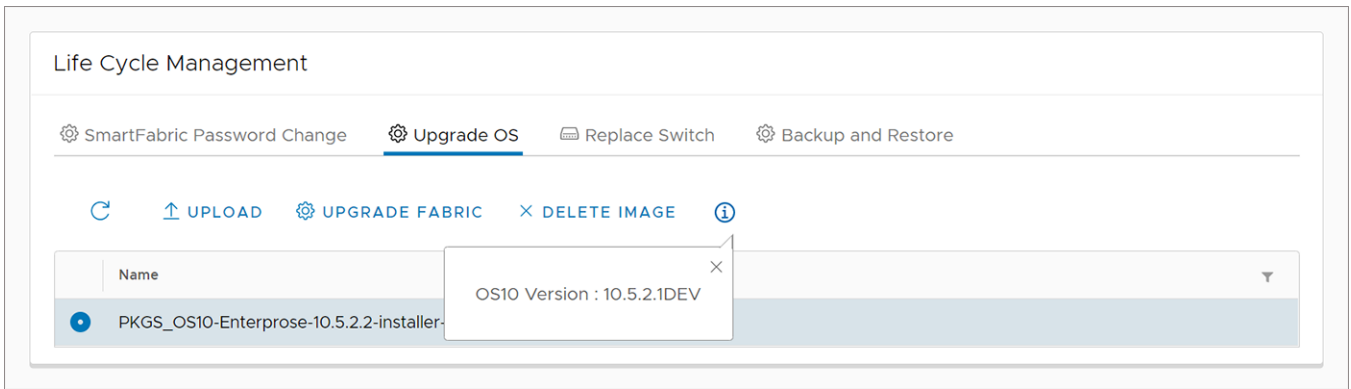 Life Cycle Management
SmartFabric Password Change Upgrade OS Replace Switch Backup and Restore
UPLOAD UPGRADE FABRIC DELETE IMAGE
Name
OS10 Version : 10.5.2.1DEV
PKGS_OS10-Enterprose-10.5.2.2-installer-